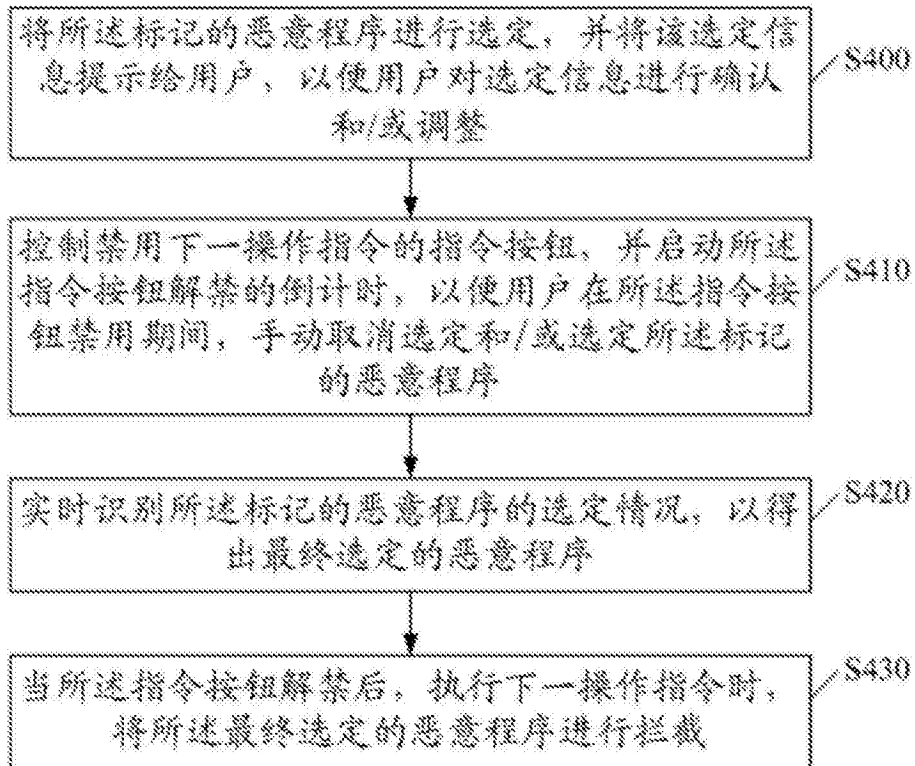 将所述标记的恶意程序进行选定，并将该选定信
息提示给用户，以便用户对选定信息进行确认
和/或调整
S400
控制禁用下一操作指令的指令按钮，并启动所述
指令按钮解禁的倒计时，以便用户在所述指令按
钮禁用期间，手动取消选定和/或选定所述标记
的恶意程序
S410
实时识别所述标记的恶意程序的选定情况，以得
出最终选定的恶意程序
S420
当所述指令按钮解禁后，执行下一操作指令时，
将所述最终选定的恶意程序进行拦截
S430